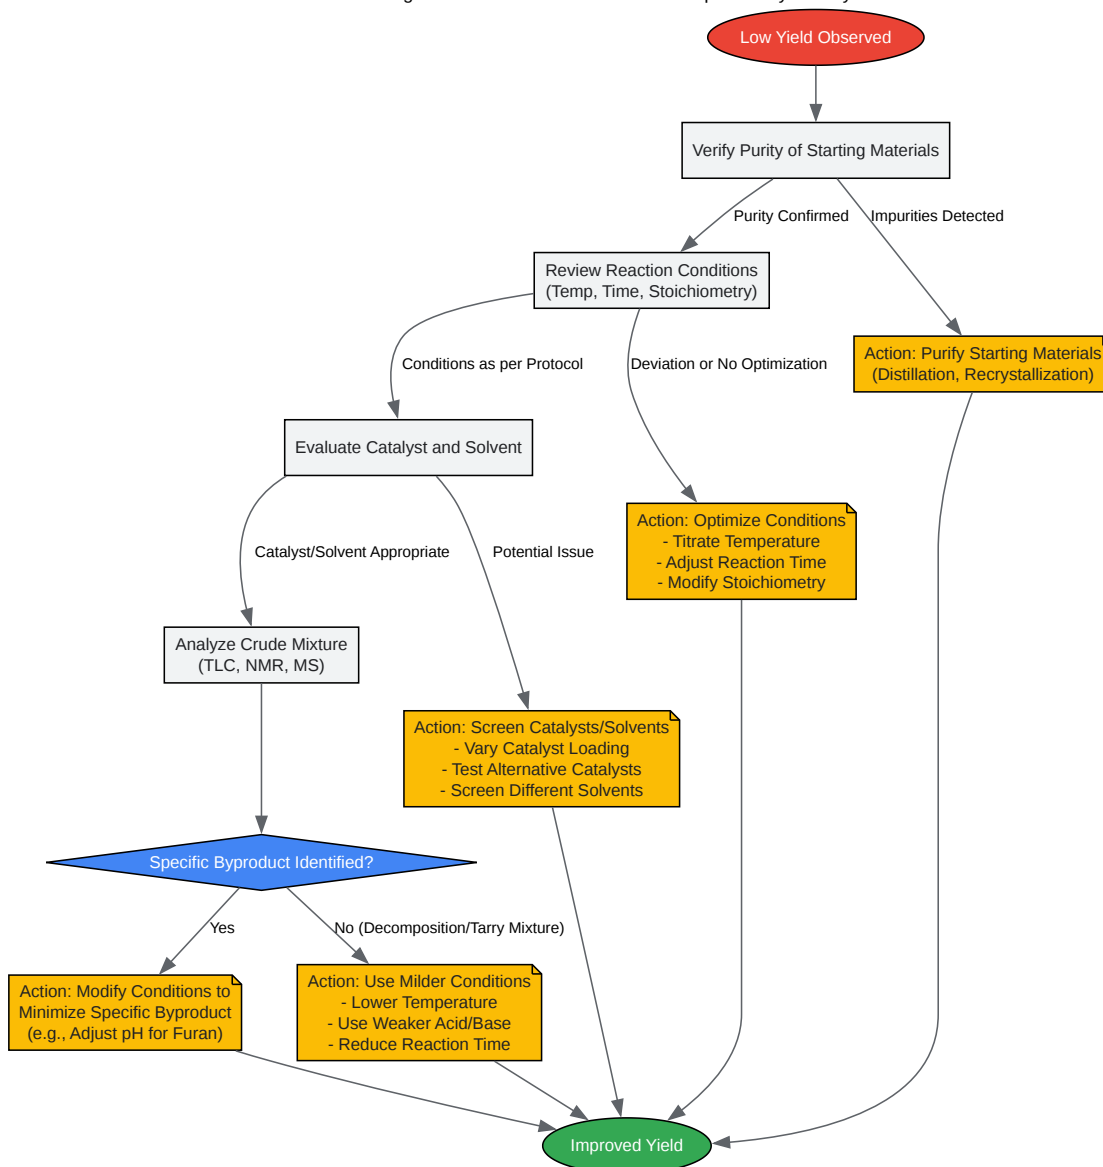 Low Yield Observed
Verify Purity of Starting Materials
Purity Confirmed
Impurities Detected
Review Reaction Conditions
(Temp, Time, Stoichiometry)
Action: Purify Starting Materials
(Distillation, Recrystallization)
Conditions as per Protocol
Deviation or No Optimization
Evaluate Catalyst and Solvent
Action: Optimize Conditions
- Titrate Temperature
- Adjust Reaction Time
- Modify Stoichiometry
Catalyst/Solvent Appropriate
Potential Issue
Analyze Crude Mixture
(TLC, NMR, MS)
Action: Screen Catalysts/Solvents
- Vary Catalyst Loading
- Test Alternative Catalysts
- Screen Different Solvents
Specific Byproduct Identified?
Yes
No (Decomposition/Tarry Mixture)
Action: Modify Conditions to
Minimize Specific Byproduct
(e.g., Adjust pH for Furan)
Action: Use Milder Conditions
- Lower Temperature
- Use Weaker Acid/Base
- Reduce Reaction Time
Improved Yield